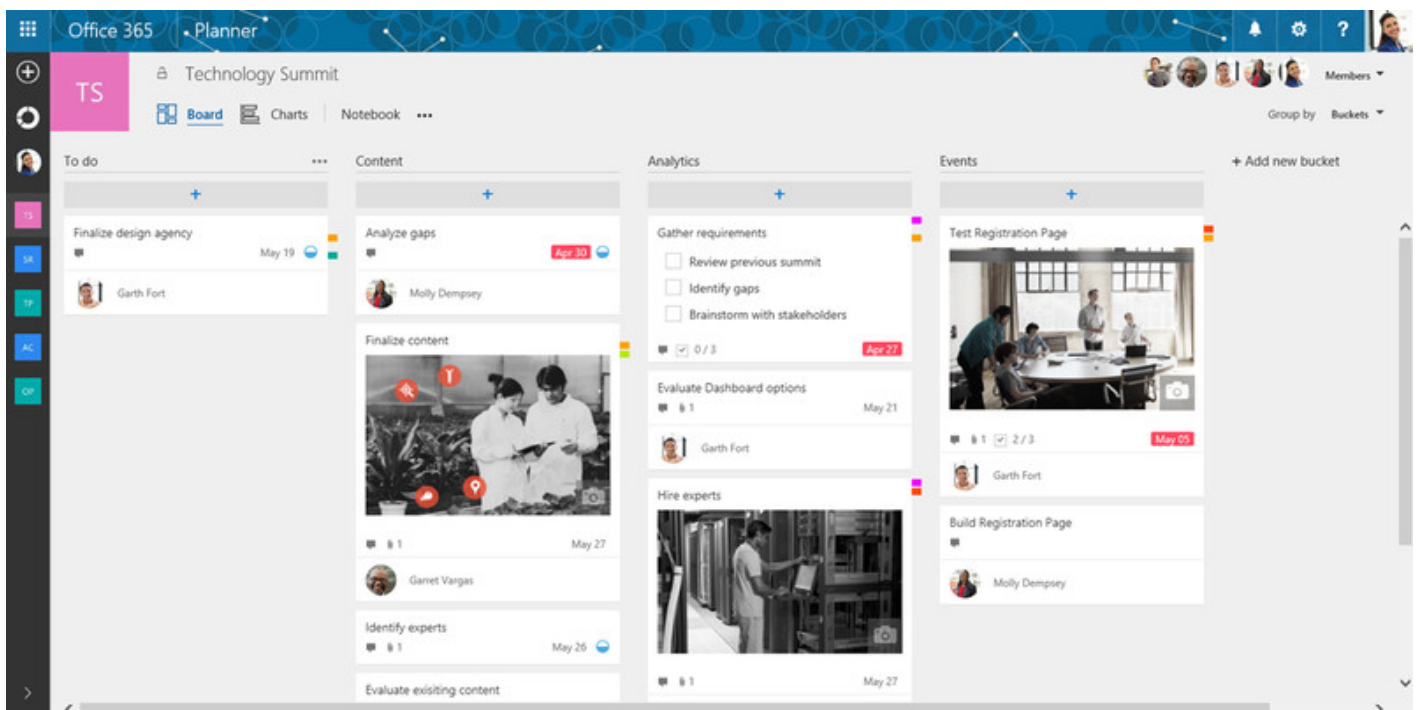 Office 365 Planner
?
TS
Technology Summit
Members
Board
Charts
Notebook
Group by Buckets
TS
SR
TP
AC
OP
To do
Finalize design agency
May 19
Garth Fort
Content
Analyze gaps
Apr 30
Molly Dempsey
Finalize content
1
May 27
Garret Vargas
Identify experts
1
May 26
Evaluate exisiting content
Analytics
Gather requirements
Review previous summit
Identify gaps
Brainstorm with stakeholders
0 / 3
Apr 27
Evaluate Dashboard options
1
May 21
Garth Fort
Hire experts
1
May 27
Events
Test Registration Page
1 2 / 3
May 05
Garth Fort
Build Registration Page
Molly Dempsey
+ Add new bucket